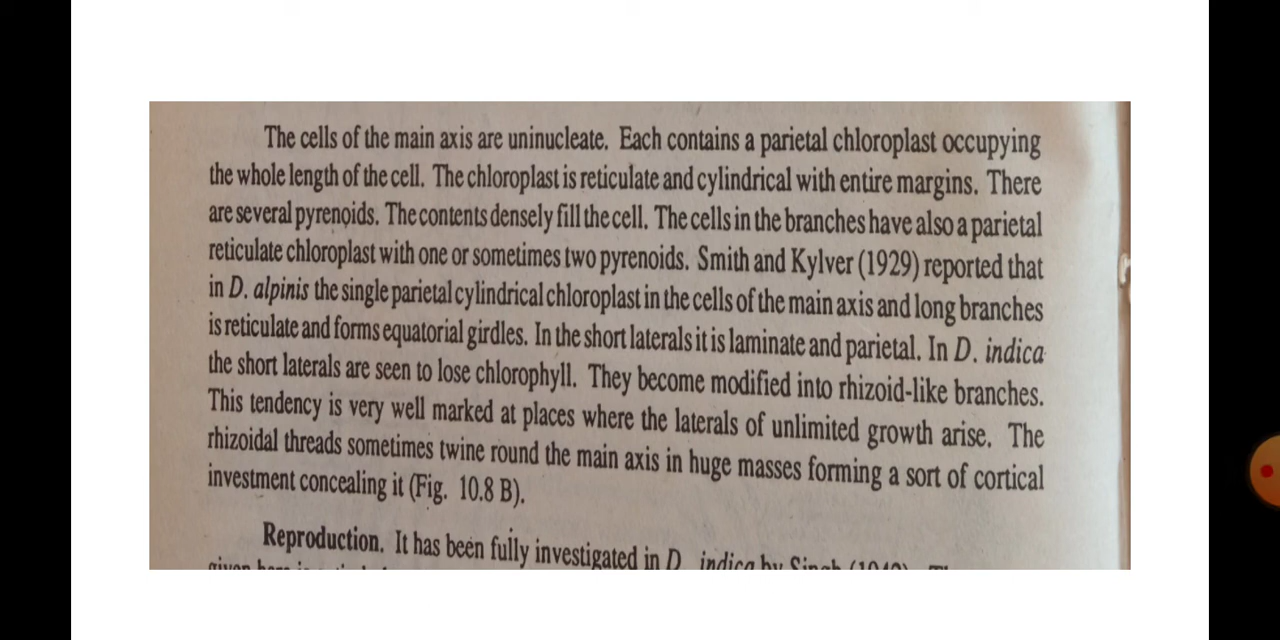 The cells of the main axis are uninucleate. Each contains a parietal chloroplast occupying
the whole length of the cell. The chloroplast is reticulate and cylindrical with entire margins. There
are several pyrenoids. The contents densely fill the cell. The cells in the branches have also a parietal
reticulate chloroplast with one or sometimes two pyrenoids. Smith and Kylver (1929) reported that
in D. alpinis the single parietal cylindrical chloroplast in the cells of the main axis and long branches
is reticulate and forms equatorial girdles. In the short laterals it is laminate and parietal. In D. indica
the short laterals are seen to lose chlorophyll. They become modified into rhizoid-like branches.
This tendency is very well marked at places where the laterals of unlimited growth arise. The
rhizoidal threads sometimes twine round the main axis in huge masses forming a sort of cortical
investment concealing it (Fig. 10.8 B).
Reproduction. It has been fully investigated in D indica by Singh